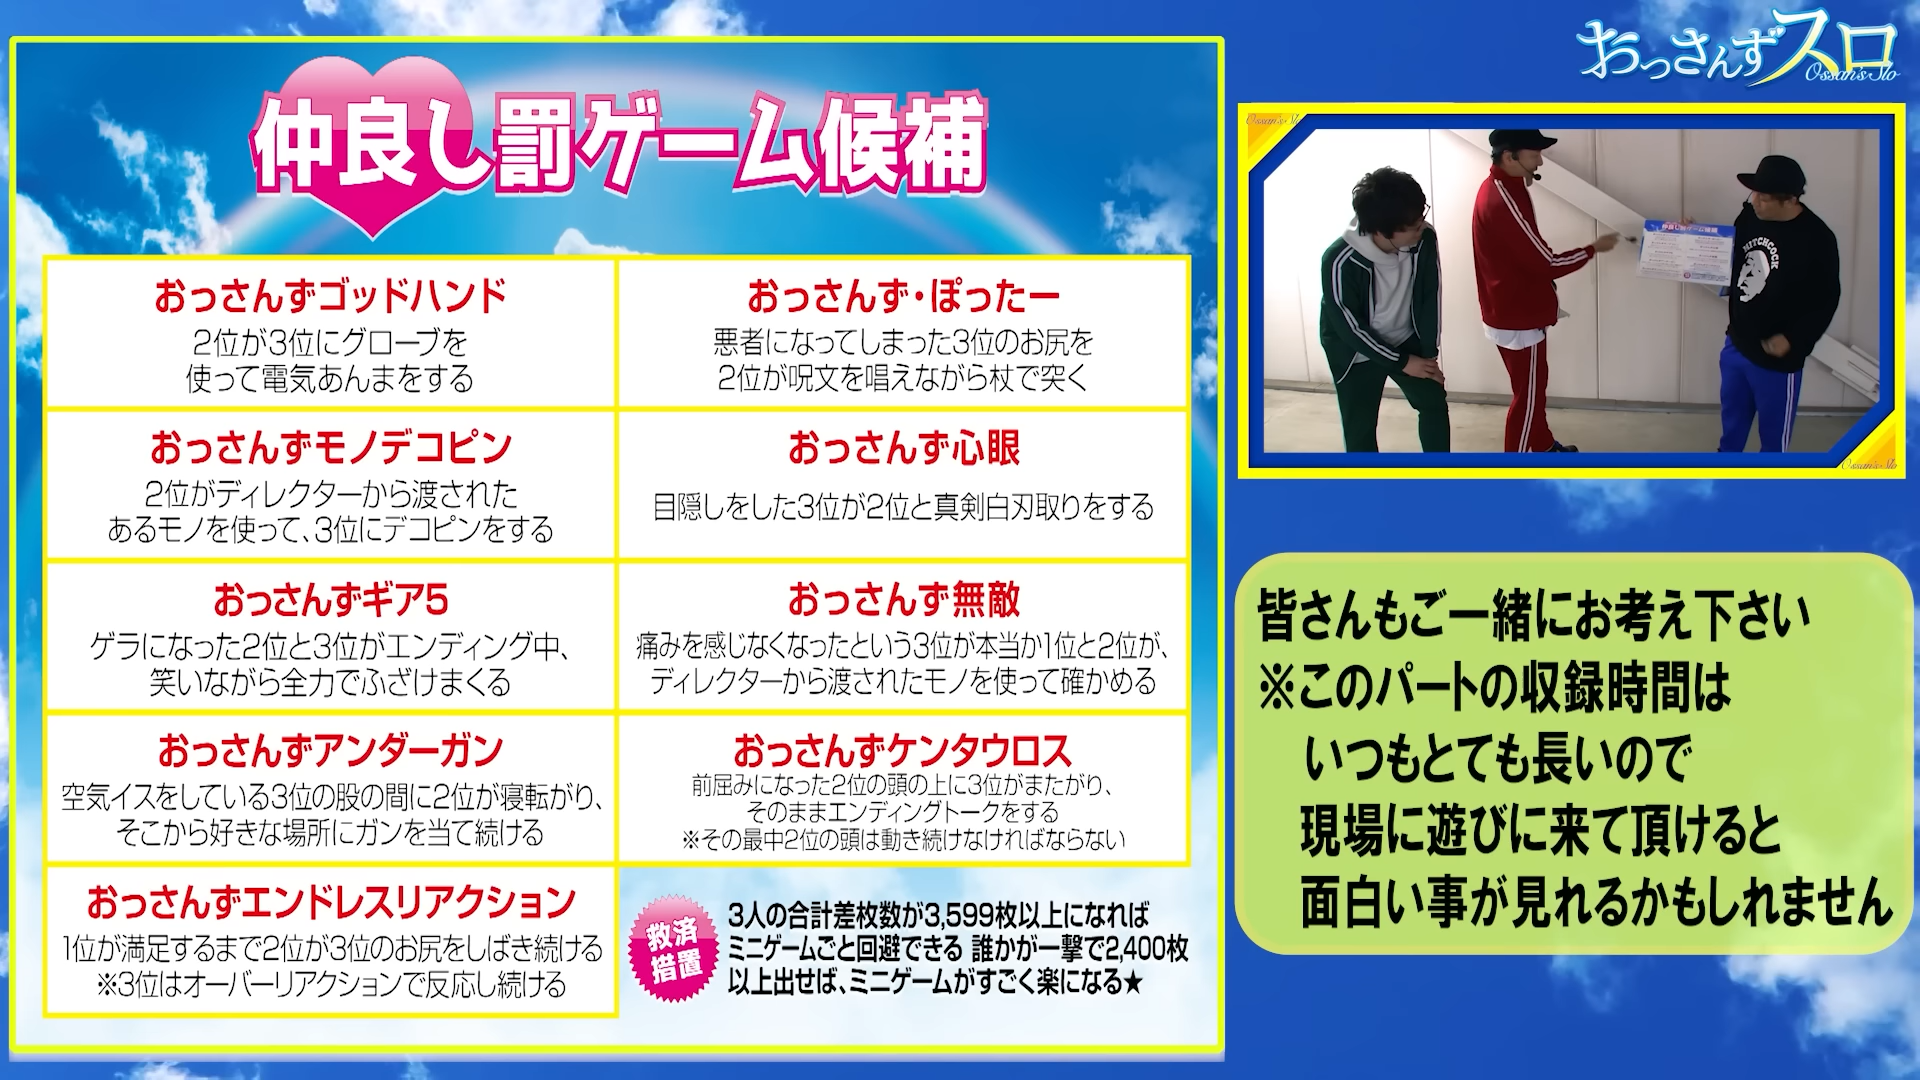 おっさんずスロ
Ossan's Slo
仲良し罰ゲーム候補
おっさんずゴッドハンド
2位が3位にグローブを
使って電気あんまをする
おっさんず・ぽったー
悪者になってしまった3位のお尻を
2位が呪文を唱えながら杖で突く
おっさんずモノデコピン
2位がディレクターから渡された
あるモノを使って、3位にデコピンをする
おっさんず心眼
目隠しをした3位が2位と真剣白刃取りをする
おっさんずギア5
ゲラになった2位と3位がエンディング中、
笑いながら全力でふざけまくる
おっさんず無敵
痛みを感じなくなったという3位が本当か1位と2位が、
ディレクターから渡されたモノを使って確かめる
おっさんずアンダーガン
空気イスをしている3位の股の間に2位が寝転がり、
そこから好きな場所にガンを当て続ける
おっさんずケンタウロス
前屈みになった2位の頭の上に3位がまたがり、
そのままエンディングトークをする
※その最中2位の頭は動き続けなければならない
おっさんずエンドレスリアクション
1位が満足するまで2位が3位のお尻をしばき続ける
※3位はオーバーリアクションで反応し続ける
救済
措置
3人の合計差枚数が3,599枚以上になれば
ミニゲームごと回避できる 誰かが一撃で2,400枚
以上出せば、ミニゲームがすごく楽になる★
Ossan's Slo
仲良し罰ゲーム候補
MITCHCOCK
Ossan's Slo
皆さんもご一緒にお考え下さい
※このパートの収録時間は
いつもとても長いので
現場に遊びに来て頂けると
面白い事が見れるかもしれません